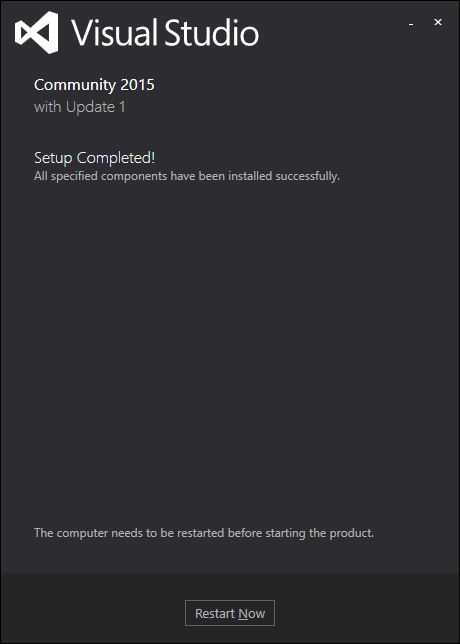 Visual Studio
Community 2015
with Update 1
Setup Completed!
All specified components have been installed successfully.
The computer needs to be restarted before starting the product.
Restart Now